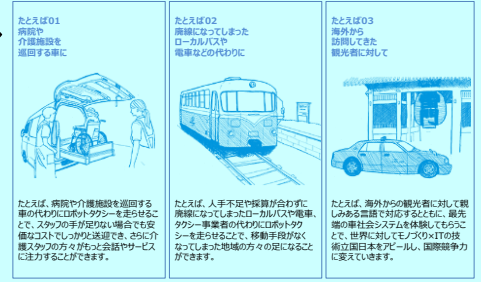 たとえば01
病院や
介護施設を
巡回する車に
たとえば、病院や介護施設を巡回する
車の代わりにロボットタクシーを走らせるこ
とで、スタッフの手が足りない場合でも安
価なコストでしっかりと送迎でき、さらに介
護スタッフの方々がもっと会話やサービス
に注力することができます。
たとえば02
廃線になってしまった
ローカルバスや
電車などの代わりに
たとえば、人手不足や採算が合わずに
廃線になってしまったローカルバスや電車、
タクシー事業者の代わりにロボットタク
シーを走らせることで、移動手段がなく
なってしまった地域の方々の足になること
ができます。
たとえば03
海外から
訪問してきた
観光者に対して
たとえば、海外からの観光者に対して親
しみある言語で対応するとともに、最先
端の車社会システムを体験してもらうこ
とで、世界に対してモノづくり×ITの技
術立国日本をアピールし、国際競争力
に変えていきます。